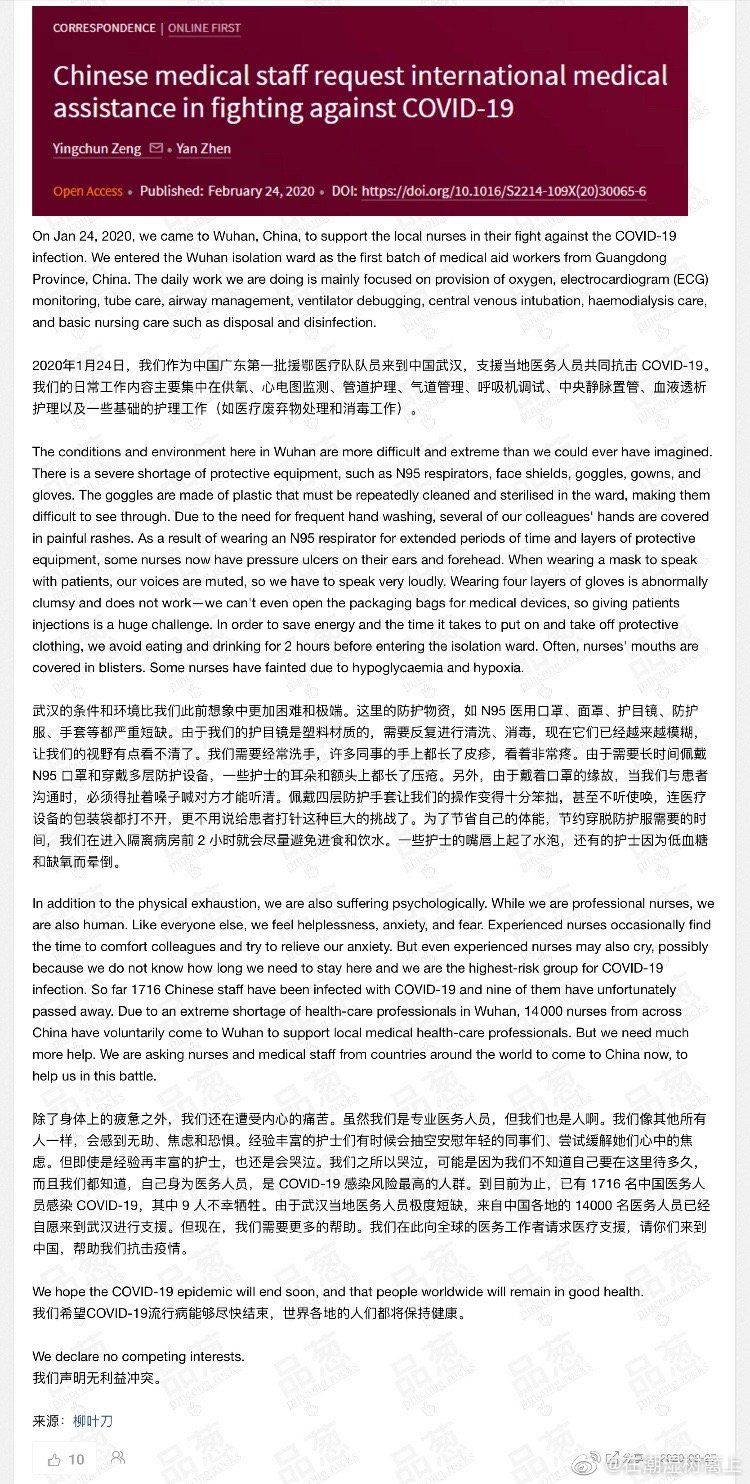 CORRESPONDENCE | ONLINE FIRST
Chinese medical staff request international medical
assistance in fighting against COVID-19
Yingchun Zeng • Yan Zhen
Open Access • Published: February 24, 2020 • DOI: https://doi.org/10.1016/S2214-109X(20)30065-6
On Jan 24, 2020, we came to Wuhan, China, to support the local nurses in their fight against the COVID-19
infection. We entered the Wuhan isolation ward as the first batch of medical aid workers from Guangdong
Province, China. The daily work we are doing is mainly focused on provision of oxygen, electrocardiogram (ECG)
monitoring, tube care, airway management, ventilator debugging, central venous intubation, haemodialysis care,
and basic nursing care such as disposal and disinfection.
2020年1月24日，我们作为中国广东第一批援鄂医疗队队员来到中国武汉，支援当地医务人员共同抗击 COVID-19。
我们的日常工作内容主要集中在供氧、心电图监测、管道护理、气道管理、呼吸机调试、中央静脉置管、血液透析
护理以及一些基础的护理工作（如医疗废弃物处理和消毒工作）。
The conditions and environment here in Wuhan are more difficult and extreme than we could ever have imagined.
There is a severe shortage of protective equipment, such as N95 respirators, face shields, goggles, gowns, and
gloves. The goggles are made of plastic that must be repeatedly cleaned and sterilised in the ward, making them
difficult to see through. Due to the need for frequent hand washing, several of our colleagues' hands are covered
in painful rashes. As a result of wearing an N95 respirator for extended periods of time and layers of protective
equipment, some nurses now have pressure ulcers on their ears and forehead. When wearing a mask to speak
with patients, our voices are muted, so we have to speak very loudly. Wearing four layers of gloves is abnormally
clumsy and does not work—we can't even open the packaging bags for medical devices, so giving patients
injections is a huge challenge. In order to save energy and the time it takes to put on and take off protective
clothing, we avoid eating and drinking for 2 hours before entering the isolation ward. Often, nurses' mouths are
covered in blisters. Some nurses have fainted due to hypoglycaemia and hypoxia.
武汉的条件和环境比我们此前想象中更加困难和极端。这里的防护物资，如 N95 医用口罩、面罩、护目镜、防护
服、手套等都严重短缺。由于我们的护目镜是塑料材质的，需要反复进行清洗、消毒，现在它们已经越来越模糊，
让我们的视野有点看不清了。我们需要经常洗手，许多同事的手上都长了皮疹，看着非常疼。由于需要长时间佩戴
N95 口罩和穿戴多层防护设备，一些护士的耳朵和额头上都长了压疮。另外，由于戴着口罩的缘故，当我们与患者
沟通时，必须得扯着嗓子喊对方才能听清。佩戴四层防护手套让我们的操作变得十分笨拙，甚至不听使唤，连医疗
设备的包装袋都打不开，更不用说给患者打针这种巨大的挑战了。为了节省自己的体能，节约穿脱防护服需要的时
间，我们在进入隔离病房前 2 小时就会尽量避免进食和饮水。一些护士的嘴唇上起了水泡，还有的护士因为低血糖
和缺氧而晕倒。
In addition to the physical exhaustion, we are also suffering psychologically. While we are professional nurses, we
are also human. Like everyone else, we feel helplessness, anxiety, and fear. Experienced nurses occasionally find
the time to comfort colleagues and try to relieve our anxiety. But even experienced nurses may also cry, possibly
because we do not know how long we need to stay here and we are the highest-risk group for COVID-19
infection. So far 1716 Chinese staff have been infected with COVID-19 and nine of them have unfortunately
passed away. Due to an extreme shortage of health-care professionals in Wuhan, 14 000 nurses from across
China have voluntarily come to Wuhan to support local medical health-care professionals. But we need much
more help. We are asking nurses and medical staff from countries around the world to come to China now, to
help us in this battle.
除了身体上的疲惫之外，我们还在遭受内心的痛苦。虽然我们是专业医务人员，但我们也是人啊。我们像其他所有
人一样，会感到无助、焦虑和恐惧。经验丰富的护士们有时候会抽空安慰年轻的同事们、尝试缓解她们心中的焦
虑。但即使是经验再丰富的护士，也还是会哭泣。我们之所以哭泣，可能是因为我们不知道自己要在这里待多久，
而且我们都知道，自己身为医务人员，是 COVID-19 感染风险最高的人群。到目前为止，已有 1716 名中国医务人
员感染 COVID-19，其中 9 人不幸牺牲。由于武汉当地医务人员极度短缺，来自中国各地的 14000 名医务人员已经
自愿来到武汉进行支援。但现在，我们需要更多的帮助。我们在此向全球的医务工作者请求医疗支援，请你们来到
中国，帮助我们抗击疫情。
We hope the COVID-19 epidemic will end soon, and that people worldwide will remain in good health.
我们希望COVID-19流行病能够尽快结束，世界各地的人们都将保持健康。
We declare no competing interests.
我们声明无利益冲突。
来源：柳叶刀
10
分享
@在潮湿树篱上
品葱
pincong.rocks